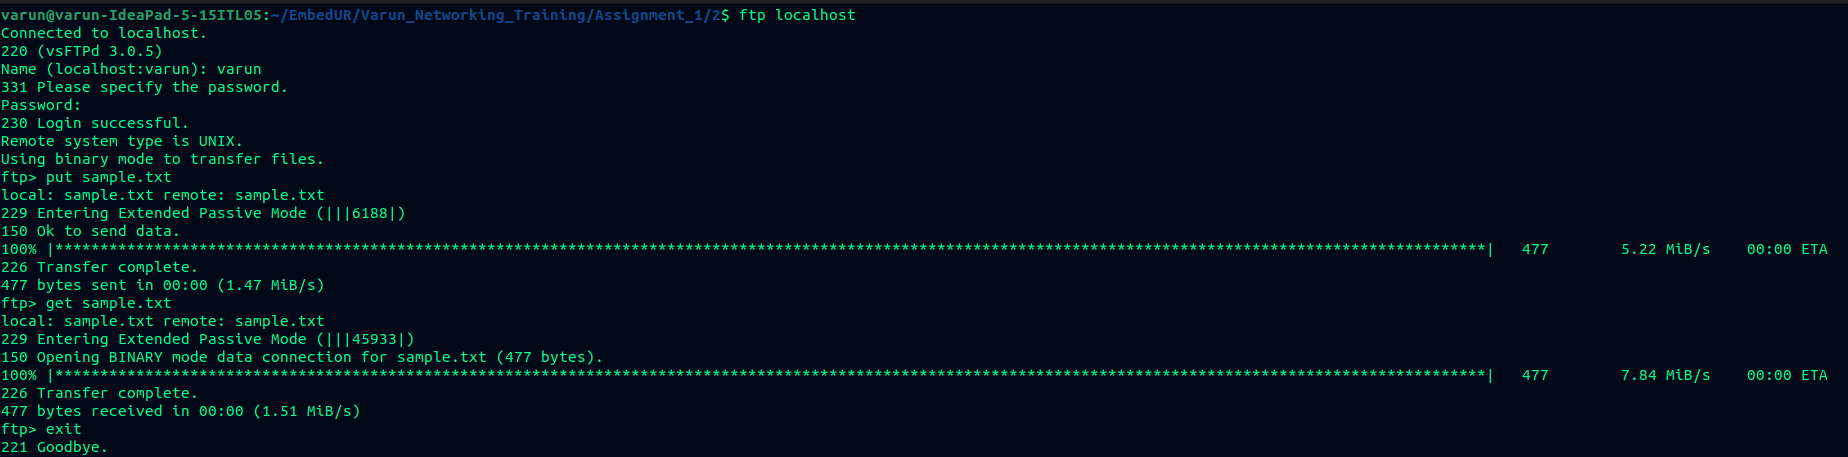 varun@varun-IdeaPad-5-15ITL05:~/EmbedUR/Varun_Networking_Training/Assignment_1/2$ ftp localhost
Connected to localhost.
220 (vsFTPd 3.0.5)
Name (localhost:varun): varun
331 Please specify the password.
Password:
230 Login successful.
Remote system type is UNIX.
Using binary mode to transfer files.
ftp> put sample.txt
local: sample.txt remote: sample.txt
229 Entering Extended Passive Mode (|||6188|)
150 Ok to send data.
100% |***************************************************************************************************************************************************************| 477 5.22 MiB/s 00:00 ETA
226 Transfer complete.
477 bytes sent in 00:00 (1.47 MiB/s)
ftp> get sample.txt
local: sample.txt remote: sample.txt
229 Entering Extended Passive Mode (|||45933|)
150 Opening BINARY mode data connection for sample.txt (477 bytes).
100% |***************************************************************************************************************************************************************| 477 7.84 MiB/s 00:00 ETA
226 Transfer complete.
477 bytes received in 00:00 (1.51 MiB/s)
ftp> exit
221 Goodbye.